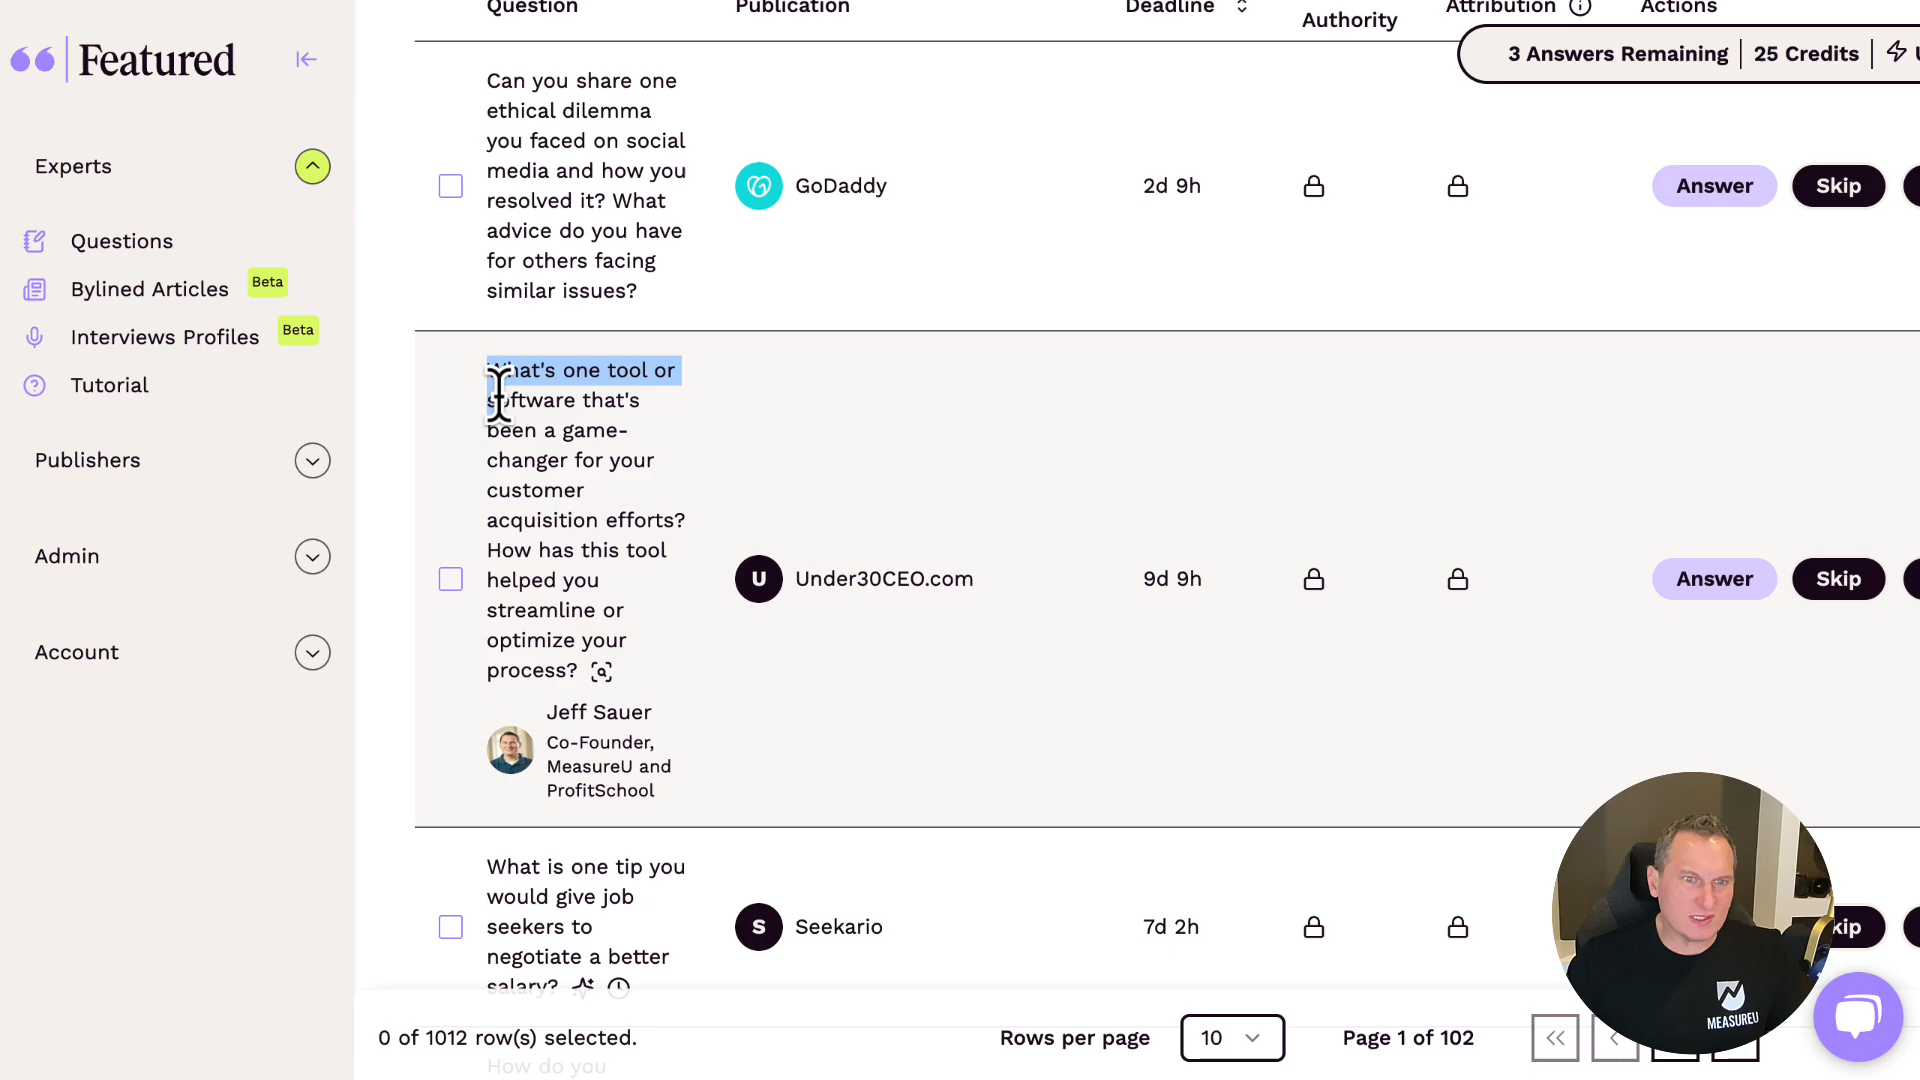 Featured
Experts
Questions
Bylined Articles Beta
Interviews Profiles Beta
Tutorial
Publishers
Admin
Account
Question Publication Deadline Authority Attribution Actions
3 Answers Remaining 25 Credits
Can you share one
ethical dilemma
you faced on social
media and how you
resolved it? What
advice do you have
for others facing
similar issues?
GoDaddy 2d 9h Answer Skip
What's one tool or
software that's
been a game-
changer for your
customer
acquisition efforts?
How has this tool
helped you
streamline or
optimize your
process?
U Under30CEO.com 9d 9h Answer Skip
Jeff Sauer
Co-Founder,
MeasureU and
ProfitSchool
What is one tip you
would give job
seekers to
negotiate a better
salary?
S Seekario 7d 2h
How do you
0 of 1012 row(s) selected. Rows per page 10 Page 1 of 102
MEASUREU